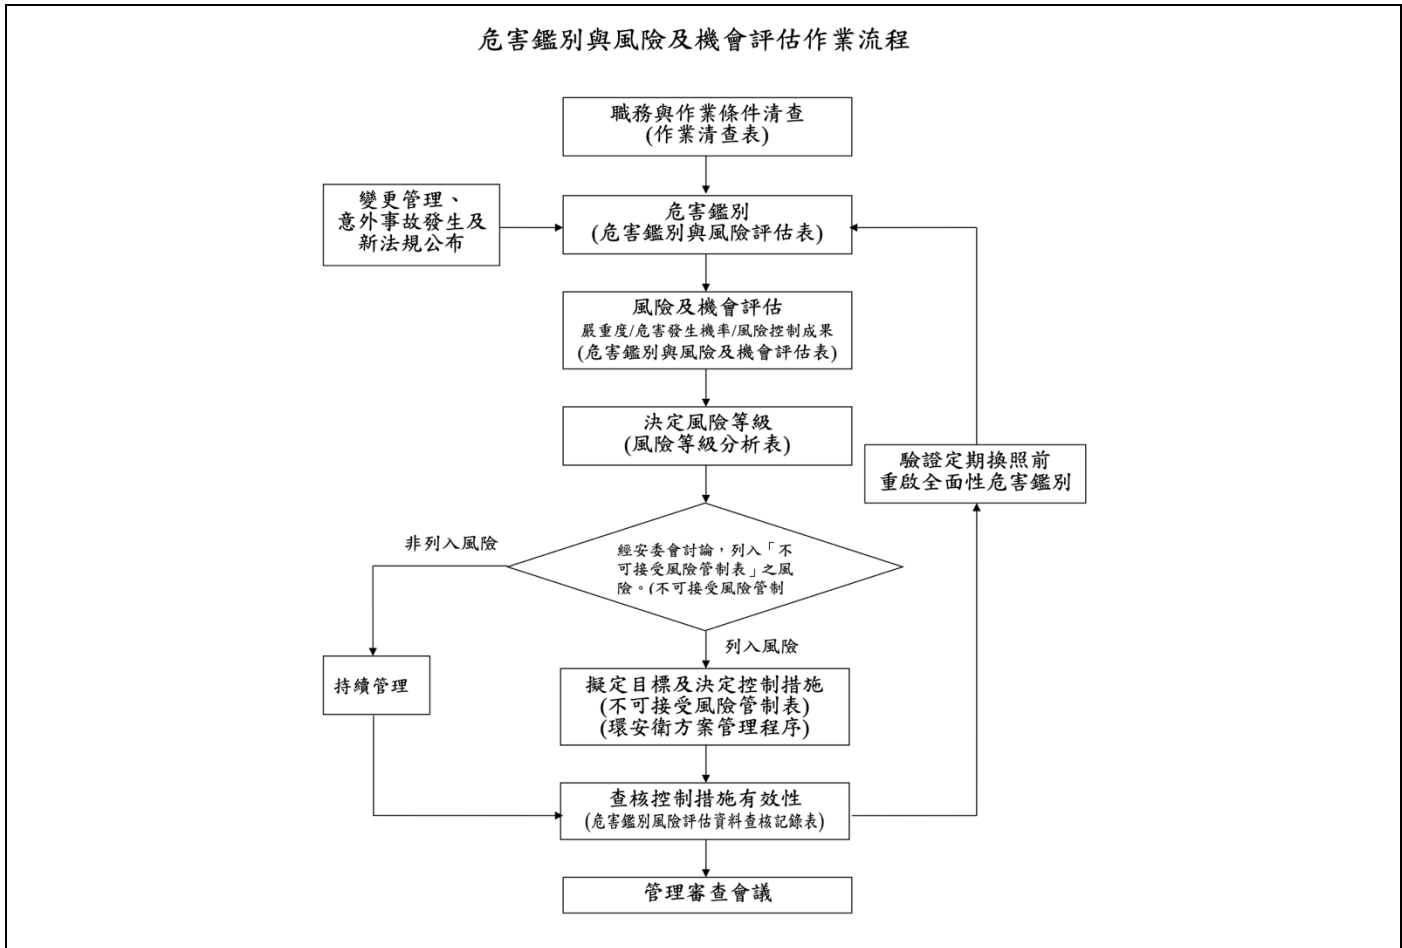 危害鑑別與風險及機會評估作業流程
職務與作業條件清查
(作業清查表)
變更管理、
意外事故發生及
新法規公布
危害鑑別
(危害鑑別與風險評估表)
風險及機會評估
嚴重度/危害發生機率/風險控制成果
(危害鑑別與風險及機會評估表)
決定風險等級
(風險等級分析表)
驗證定期換照前
重啟全面性危害鑑別
非列入風險
經安委會討論，列入「不
可接受風險管制表」之風
險。(不可接受風險管制
列入風險
持續管理
擬定目標及決定控制措施
(不可接受風險管制表)
(環安衛方案管理程序)
查核控制措施有效性
(危害鑑別風險評估資料查核記錄表)
管理審查會議